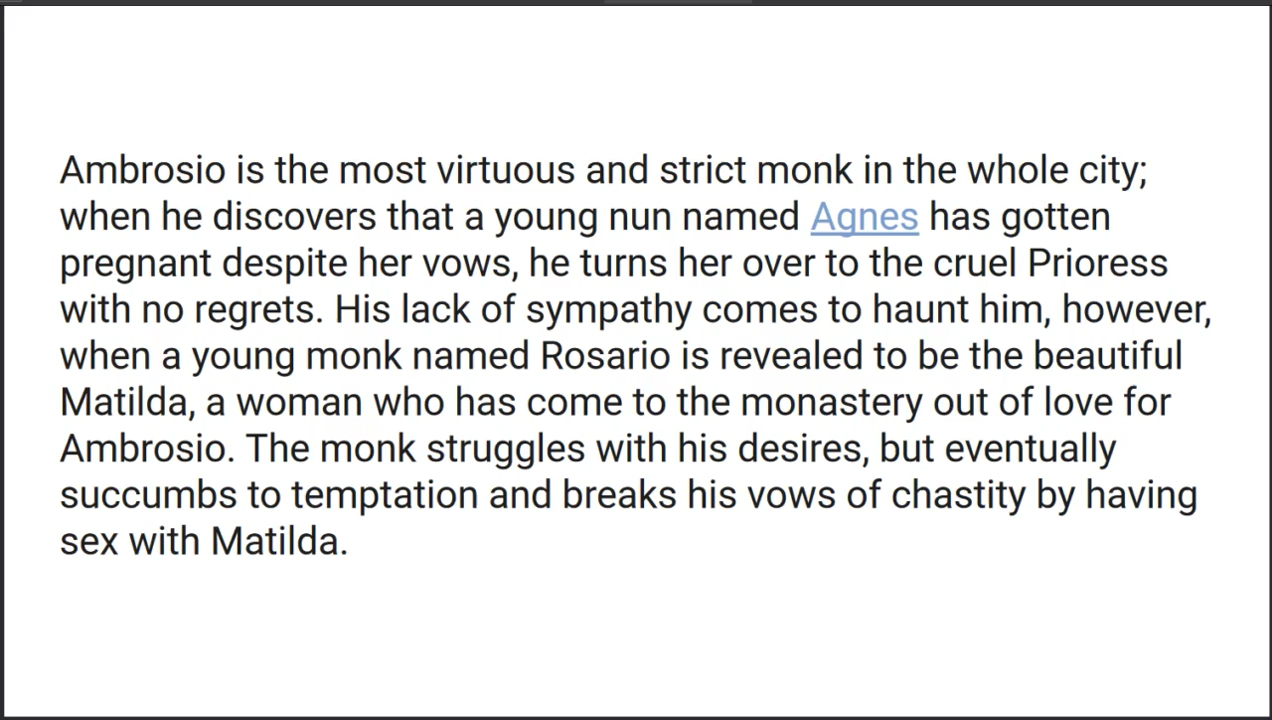 Ambrosio is the most virtuous and strict monk in the whole city;
when he discovers that a young nun named Agnes has gotten
pregnant despite her vows, he turns her over to the cruel Prioress
with no regrets. His lack of sympathy comes to haunt him, however,
when a young monk named Rosario is revealed to be the beautiful
Matilda, a woman who has come to the monastery out of love for
Ambrosio. The monk struggles with his desires, but eventually
succumbs to temptation and breaks his vows of chastity by having
sex with Matilda.